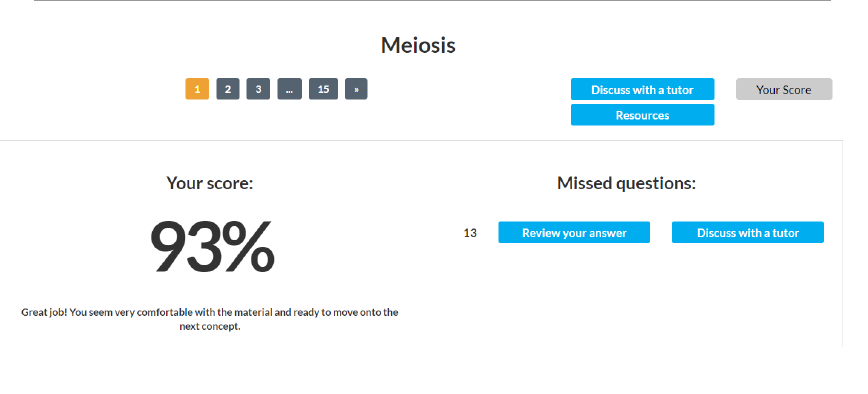 Meiosis
1 2 3 ... 15 »
Discuss with a tutor
Your Score
Resources
Your score:
93%
Great job! You seem very comfortable with the material and ready to move onto the
next concept.
Missed questions:
13 Review your answer Discuss with a tutor